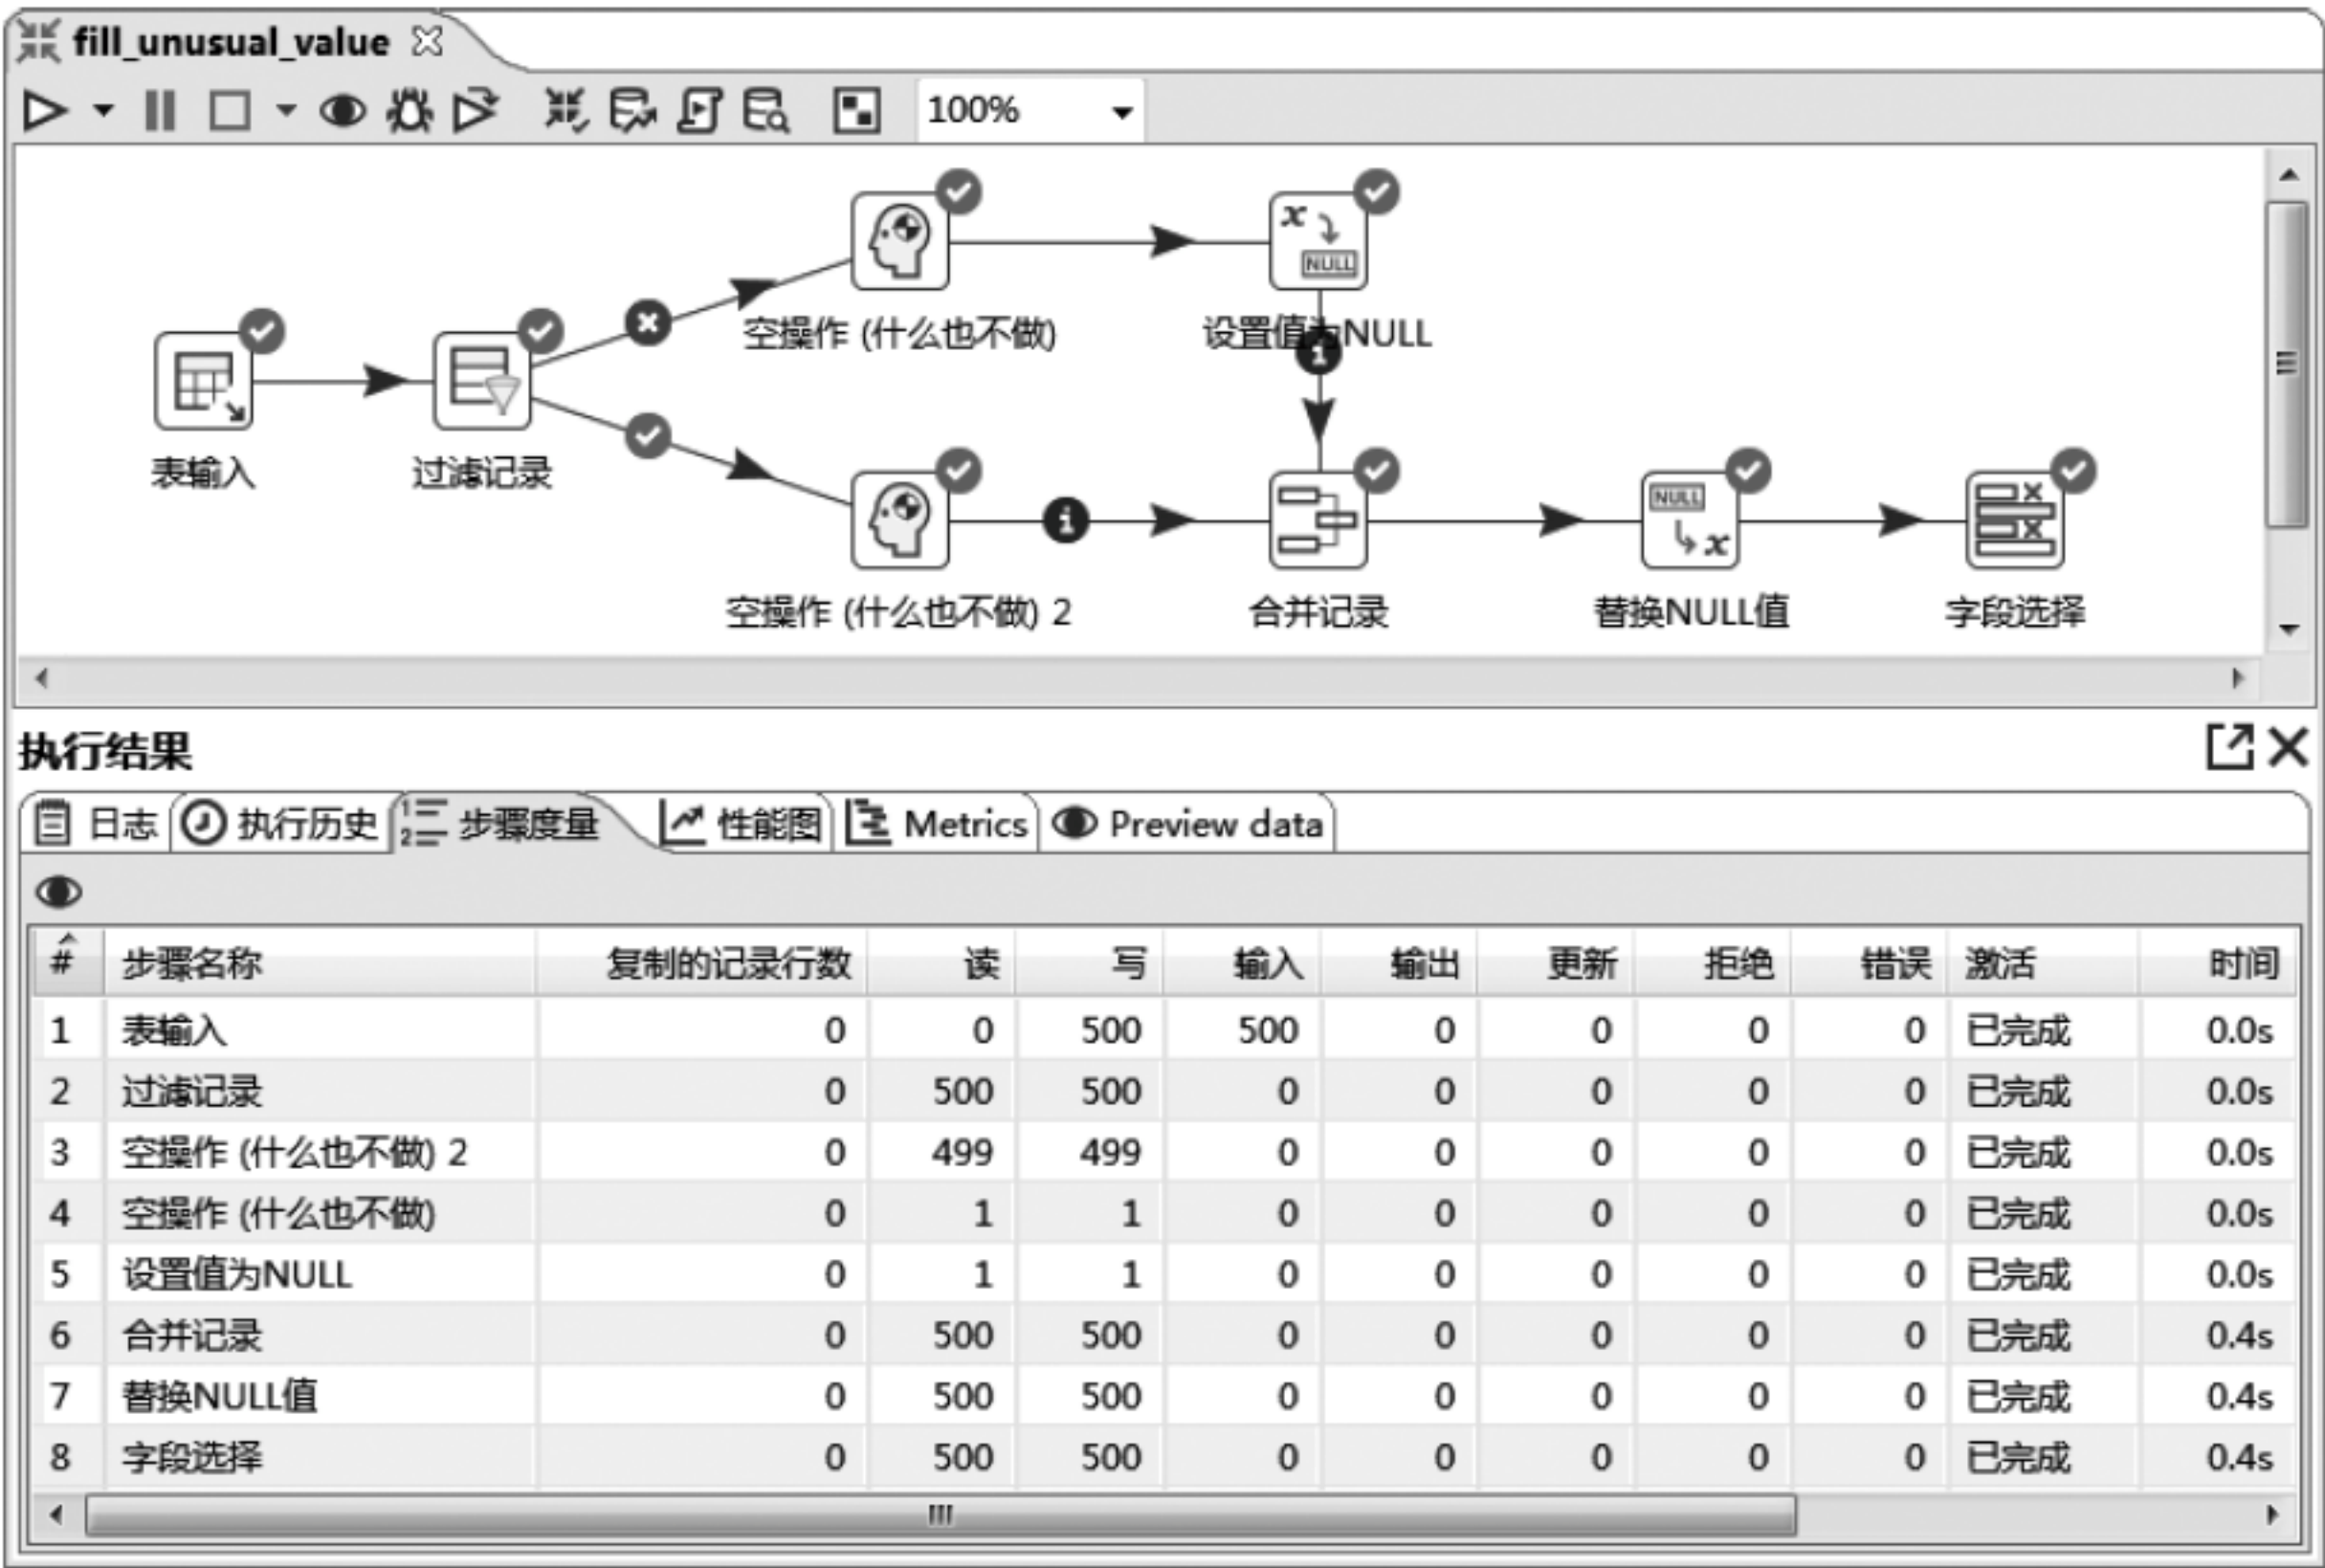 fill_unusual_value
100%
空操作 (什么也不做)
设置值为NULL
表输入
过滤记录
空操作 (什么也不做) 2
合并记录
替换NULL值
字段选择
执行结果
日志 执行历史 步骤度量 性能图 Metrics Preview data
# 步骤名称 复制的记录行数 读 写 输入 输出 更新 拒绝 错误 激活 时间
1 表输入 0 0 500 500 0 0 0 0 已完成 0.0s
2 过滤记录 0 500 500 0 0 0 0 0 已完成 0.0s
3 空操作 (什么也不做) 2 0 499 499 0 0 0 0 0 已完成 0.0s
4 空操作 (什么也不做) 0 1 1 0 0 0 0 0 已完成 0.0s
5 设置值为NULL 0 1 1 0 0 0 0 0 已完成 0.0s
6 合并记录 0 500 500 0 0 0 0 0 已完成 0.4s
7 替换NULL值 0 500 500 0 0 0 0 0 已完成 0.4s
8 字段选择 0 500 500 0 0 0 0 0 已完成 0.4s